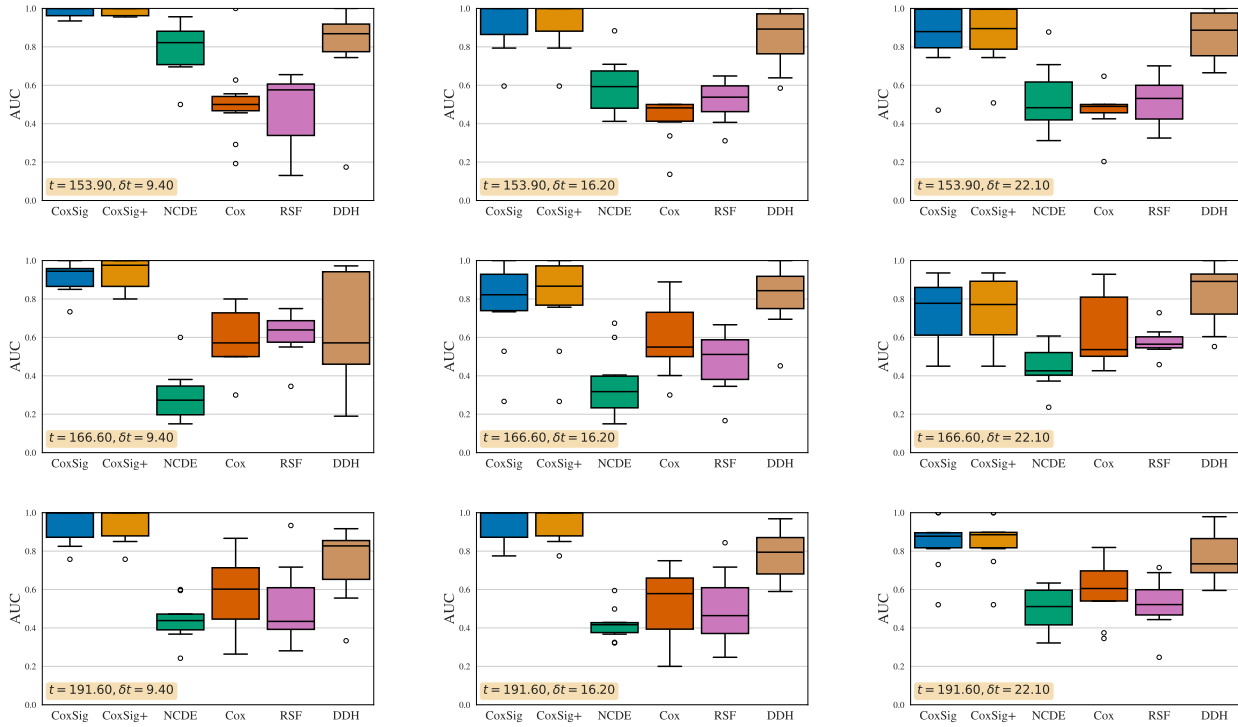 1.0
0.8
0.6
0.4
0.2
0.0
AUC
t = 153.90, δt = 9.40
CoxSig CoxSig+ NCDE Cox RSF DDH
1.0
0.8
0.6
0.4
0.2
0.0
AUC
t = 153.90, δt = 16.20
CoxSig CoxSig+ NCDE Cox RSF DDH
1.0
0.8
0.6
0.4
0.2
0.0
AUC
t = 153.90, δt = 22.10
CoxSig CoxSig+ NCDE Cox RSF DDH
1.0
0.8
0.6
0.4
0.2
0.0
AUC
t = 166.60, δt = 9.40
CoxSig CoxSig+ NCDE Cox RSF DDH
1.0
0.8
0.6
0.4
0.2
0.0
AUC
t = 166.60, δt = 16.20
CoxSig CoxSig+ NCDE Cox RSF DDH
1.0
0.8
0.6
0.4
0.2
0.0
AUC
t = 166.60, δt = 22.10
CoxSig CoxSig+ NCDE Cox RSF DDH
1.0
0.8
0.6
0.4
0.2
0.0
AUC
t = 191.60, δt = 9.40
CoxSig CoxSig+ NCDE Cox RSF DDH
1.0
0.8
0.6
0.4
0.2
0.0
AUC
t = 191.60, δt = 16.20
CoxSig CoxSig+ NCDE Cox RSF DDH
1.0
0.8
0.6
0.4
0.2
0.0
AUC
t = 191.60, δt = 22.10
CoxSig CoxSig+ NCDE Cox RSF DDH